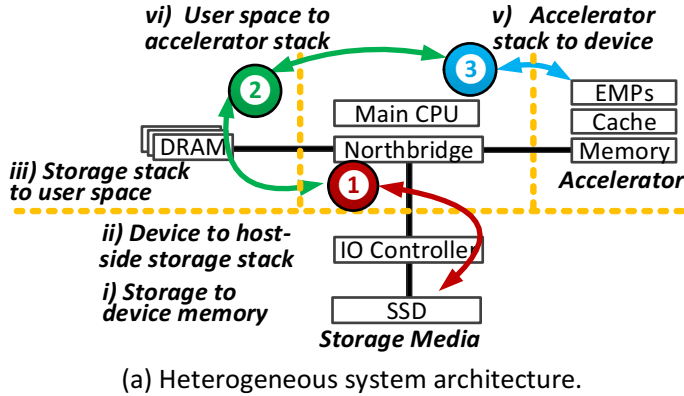 vi) User space to
accelerator stack
v) Accelerator
stack to device
2
3
Main CPU
EMPs
Cache
DRAM
Northbridge
Memory
Accelerator
iii) Storage stack
to user space
1
ii) Device to host-
side storage stack
IO Controller
i) Storage to
device memory
SSD
Storage Media
(a) Heterogeneous system architecture.